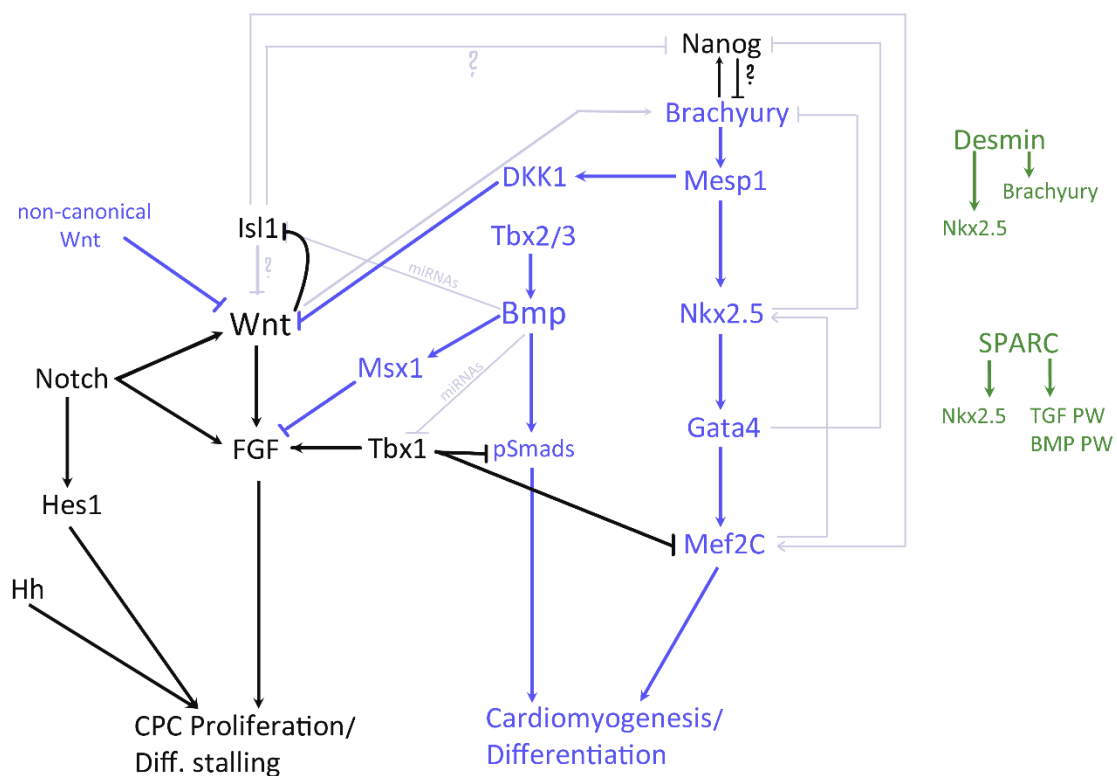 Nanog
?
?
Brachyury
Desmin
DKK1
Mesp1
Brachyury
non-canonical
Wnt
Isl1
Tbx2/3
Nkx2.5
?
miRNAs
Wnt
Bmp
Nkx2.5
SPARC
Notch
Msx1
miRNAs
Nkx2.5
TGF PW
BMP PW
FGF
Tbx1
pSmads
Gata4
Hes1
Mef2C
Hh
CPC Proliferation/
Diff. stalling
Cardiomyogenesis/
Differentiation